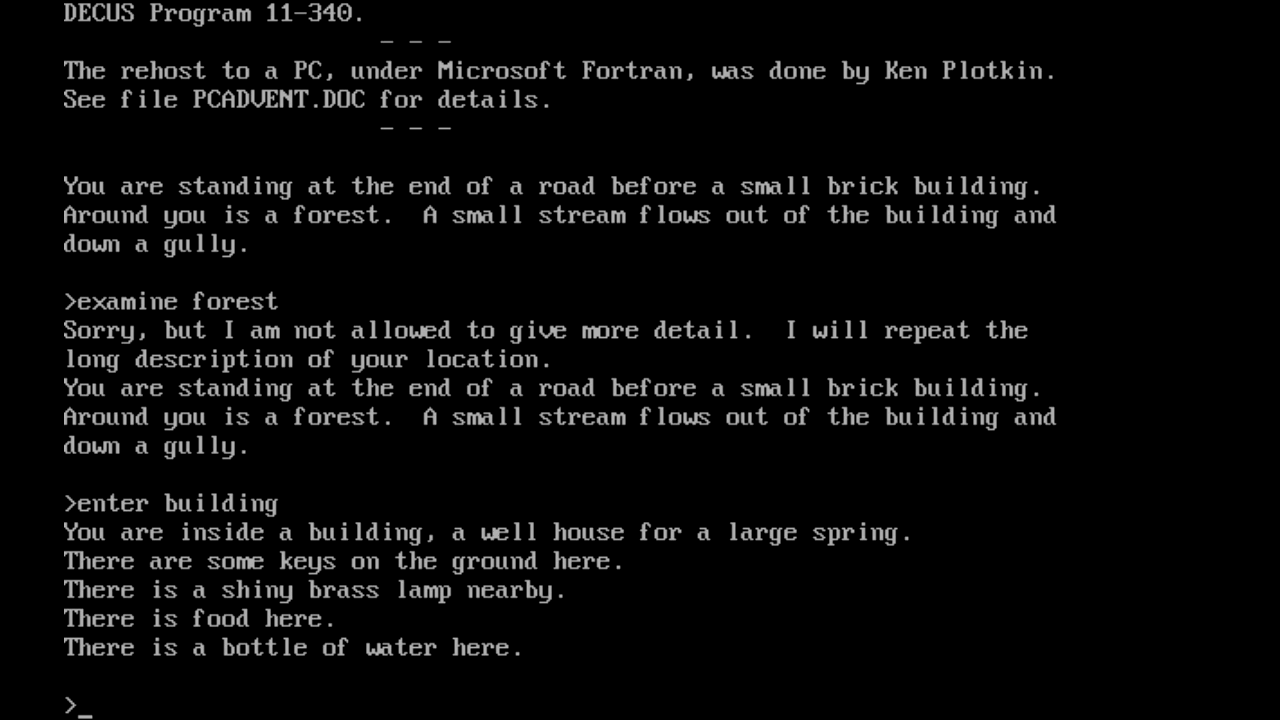 DECUS Program 11-340.
- - -
The rehost to a PC, under Microsoft Fortran, was done by Ken Plotkin.
See file PCADVENT.DOC for details.
- - -
You are standing at the end of a road before a small brick building.
Around you is a forest.  A small stream flows out of the building and
down a gully.
>examine forest
Sorry, but I am not allowed to give more detail.  I will repeat the
long description of your location.
You are standing at the end of a road before a small brick building.
Around you is a forest.  A small stream flows out of the building and
down a gully.
>enter building
You are inside a building, a well house for a large spring.
There are some keys on the ground here.
There is a shiny brass lamp nearby.
There is food here.
There is a bottle of water here.
>_